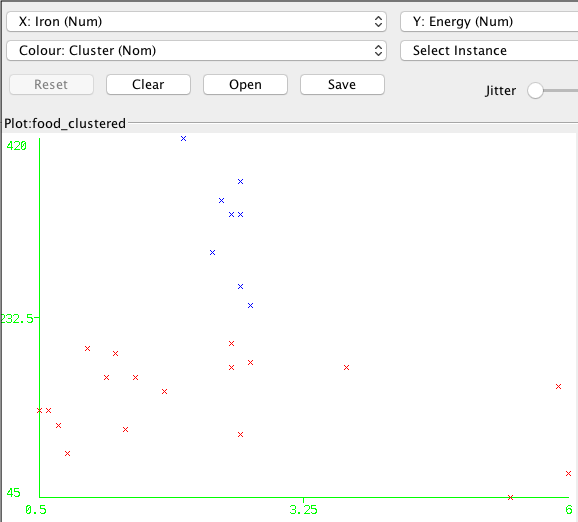 X: Iron (Num)
Y: Energy (Num)
Colour: Cluster (Nom)
Select Instance
Reset
Clear
Open
Save
Jitter
Plot:food_clustered
420
232.5
45
0.5
3.25
6